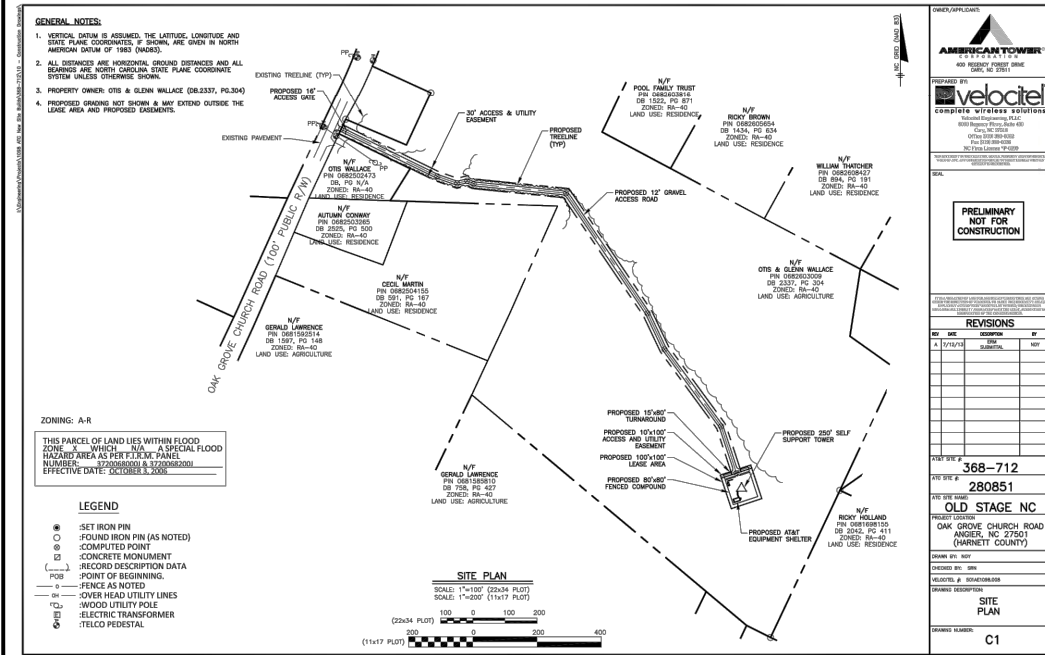 GENERAL NOTES:
1. VERTICAL DATUM IS ASSUMED. THE LATITUDE, LONGITUDE AND
STATE PLANE COORDINATES, IF SHOWN, ARE GIVEN IN NORTH
AMERICAN DATUM OF 1983 (NAD83).
2. ALL DISTANCES ARE HORIZONTAL GROUND DISTANCES AND ALL
BEARINGS ARE NORTH CAROLINA STATE PLANE COORDINATE
SYSTEM UNLESS OTHERWISE SHOWN.
3. PROPERTY OWNER: OTIS & GLENN WALLACE (DB.2337, PG.304)
4. PROPOSED GRADING NOT SHOWN & MAY EXTEND OUTSIDE THE
LEASE AREA AND PROPOSED EASEMENTS.
PP
EXISTING TREELINE (TYP)
PROPOSED 16'
ACCESS GATE
PP
EXISTING PAVEMENT
PP
30' ACCESS & UTILITY
EASEMENT
PROPOSED
TREELINE
(TYP)
PROPOSED 12' GRAVEL
ACCESS ROAD
NC GRID (NAD 83)
N/F
POOL FAMILY TRUST
PIN 0682603816
DB 1522, PG 871
ZONED: RA-40
LAND USE: RESIDENCE
N/F
RICKY BROWN
PIN 0682605654
DB 1434, PG 634
ZONED: RA-40
LAND USE: RESIDENCE
N/F
WILLIAM THATCHER
PIN 0682608427
DB 894, PG 191
ZONED: RA-40
LAND USE: RESIDENCE
N/F
OTIS WALLACE
PIN 0682502473
DB, PG N/A
ZONED: RA-40
LAND USE: RESIDENCE
N/F
AUTUMN CONWAY
PIN 0682503265
DB 2525, PG 500
ZONED: RA-40
LAND USE: RESIDENCE
N/F
CECIL MARTIN
PIN 0682504155
DB 591, PG 167
ZONED: RA-40
LAND USE: RESIDENCE
N/F
OTIS & GLENN WALLACE
PIN 0682603009
DB 2337, PG 304
ZONED: RA-40
LAND USE: AGRICULTURE
OAK GROVE CHURCH ROAD (100' PUBLIC R/W)
N/F
GERALD LAWRENCE
PIN 0681592514
DB 1597, PG 148
ZONED: RA-40
LAND USE: AGRICULTURE
N/F
GERALD LAWRENCE
PIN 0681585810
DB 758, PG 427
ZONED: RA-40
LAND USE: AGRICULTURE
PROPOSED 15'x80'
TURNAROUND
PROPOSED 10'x100'
ACCESS AND UTILITY
EASEMENT
PROPOSED 100'x100'
LEASE AREA
PROPOSED 80'x80'
FENCED COMPOUND
PROPOSED 250' SELF
SUPPORT TOWER
PROPOSED AT&T
EQUIPMENT SHELTER
N/F
RICKY HOLLAND
PIN 0681698155
DB 2042, PG 411
ZONED: RA-40
LAND USE: RESIDENCE
ZONING: A-R
THIS PARCEL OF LAND LIES WITHIN FLOOD
ZONE X WHICH N/A A SPECIAL FLOOD
HAZARD AREA AS PER F.I.R.M. PANEL
NUMBER: 3720068000J & 3720068200J
EFFECTIVE DATE: OCTOBER 3, 2006
LEGEND
:SET IRON PIN
:FOUND IRON PIN (AS NOTED)
:COMPUTED POINT
:CONCRETE MONUMENT
(____) :RECORD DESCRIPTION DATA
POB :POINT OF BEGINNING.
:FENCE AS NOTED
OH :OVER HEAD UTILITY LINES
:WOOD UTILITY POLE
:ELECTRIC TRANSFORMER
:TELCO PEDESTAL
SITE PLAN
SCALE: 1"=100' (22x34 PLOT)
SCALE: 1"=200' (11x17 PLOT)
100 0 100 200
(22x34 PLOT)
200 0 200 400
(11x17 PLOT)
OWNER/APPLICANT:
AMERICAN TOWER
CORPORATION
400 REGENCY FOREST DRIVE
CARY, NC 27511
PREPARED BY:
velocitel
complete wireless solutions
Velocitel Engineering, PLLC
SEAL
PRELIMINARY
NOT FOR
CONSTRUCTION
REVISIONS
REV DATE DESCRIPTION BY
A 7/12/13 ERM SUBMITTAL NDY
AT&T SITE #:
368-712
ATC SITE #:
280851
ATC SITE NAME:
OLD STAGE NC
PROJECT LOCATION
OAK GROVE CHURCH ROAD
ANGIER, NC 27501
(HARNETT COUNTY)
DRAWN BY: NDY
CHECKED BY: SRN
VELOCITEL #:
DRAWING DESCRIPTION:
SITE
PLAN
DRAWING NUMBER:
C1